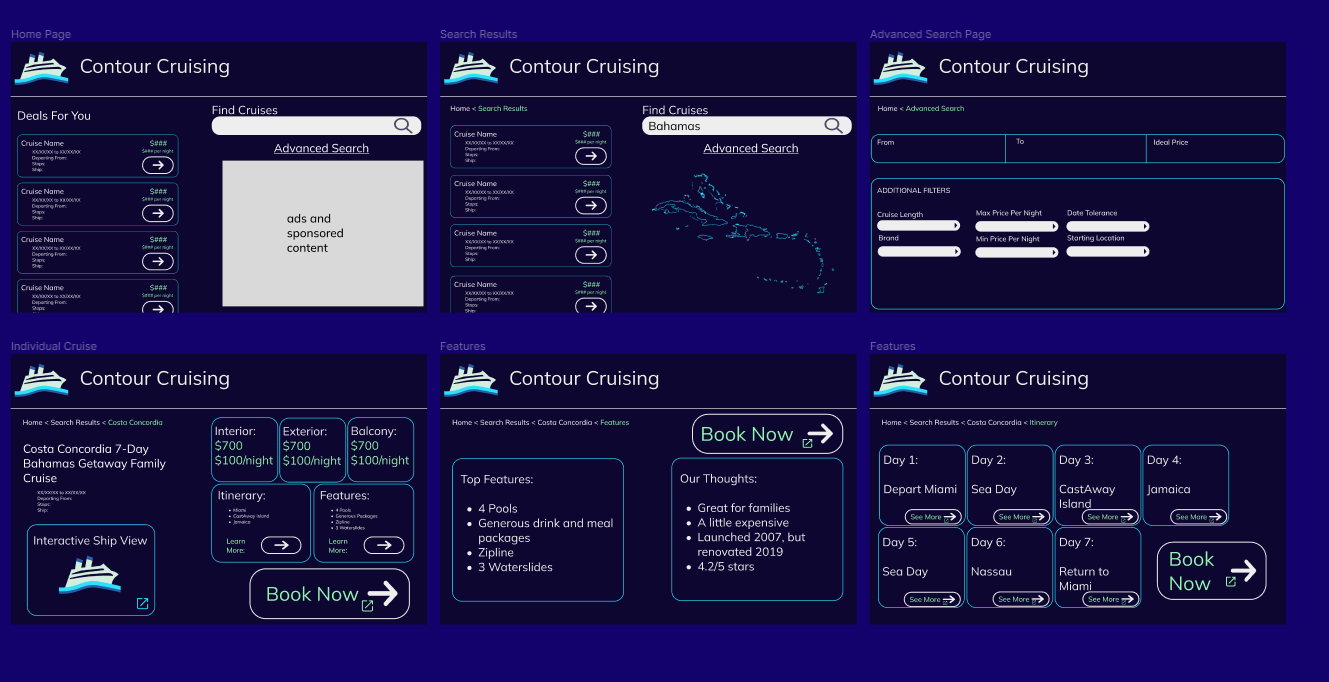 Home Page
Contour Cruising
Deals For You
Cruise Name
$###
XX/XX/XX to XX/XX/XX
$### per night
Departing From:
Stops:
Ship:
Cruise Name
$###
XX/XX/XX to XX/XX/XX
$### per night
Departing From:
Stops:
Ship:
Cruise Name
$###
XX/XX/XX to XX/XX/XX
$### per night
Departing From:
Stops:
Ship:
Cruise Name
$###
XX/XX/XX to XX/XX/XX
$### per night
Departing From:
Stops:
Ship:
Find Cruises
Advanced Search
ads and
sponsored
content
Search Results
Contour Cruising
Home < Search Results
Cruise Name
$###
XX/XX/XX to XX/XX/XX
$### per night
Departing From:
Stops:
Ship:
Cruise Name
$###
XX/XX/XX to XX/XX/XX
$### per night
Departing From:
Stops:
Ship:
Cruise Name
$###
XX/XX/XX to XX/XX/XX
$### per night
Departing From:
Stops:
Ship:
Cruise Name
$###
XX/XX/XX to XX/XX/XX
$### per night
Departing From:
Stops:
Ship:
Find Cruises
Bahamas
Advanced Search
Advanced Search Page
Contour Cruising
Home < Advanced Search
From
To
Ideal Price
ADDITIONAL FILTERS
Cruise Length
Max Price Per Night
Date Tolerance
Brand
Min Price Per Night
Starting Location
Individual Cruise
Contour Cruising
Home < Search Results < Costa Concordia
Costa Concordia 7-Day
Bahamas Getaway Family
Cruise
XX/XX/XX to XX/XX/XX
Departing From:
Stops:
Ship:
Interactive Ship View
Interior:
$700
$100/night
Exterior:
$700
$100/night
Balcony:
$700
$100/night
Itinerary:
Miami
CastAway Island
Jamaica
Learn
More:
Features:
4 Pools
Generous Packages
Zipline
3 Waterslides
Learn
More:
Book Now
Features
Contour Cruising
Home < Search Results < Costa Concordia < Features
Book Now
Top Features:
4 Pools
Generous drink and meal
packages
Zipline
3 Waterslides
Our Thoughts:
Great for families
A little expensive
Launched 2007, but
renovated 2019
4.2/5 stars
Features
Contour Cruising
Home < Search Results < Costa Concordia < Itinerary
Day 1:
Depart Miami
See More
Day 2:
Sea Day
See More
Day 3:
CastAway
Island
See More
Day 4:
Jamaica
See More
Day 5:
Sea Day
See More
Day 6:
Nassau
See More
Day 7:
Return to
Miami
See More
Book
Now